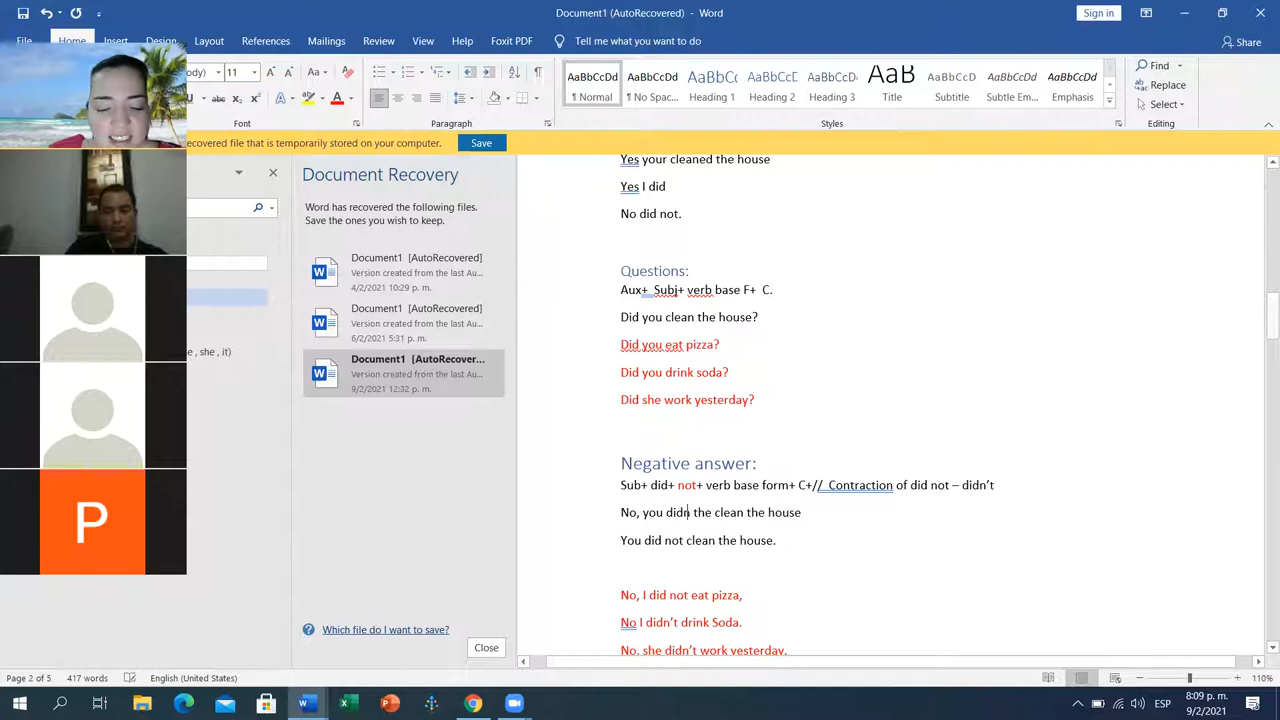 Document1 (AutoRecovery) - Word
Sign in
File Home Insert Design Layout References Mailings Review View Help Foxit PDF Tell me what you want to do
Share
11
Aa
AaBbCcDd AaBbCcDd AaBbCc AaBbCcD AaBbCcD AaB AaBbCcD AaBbCcDd AaBbCcDd
¶ Normal ¶ No Spac... Heading 1 Heading 2 Heading 3 Title Subtitle Subtle Em... Emphasis
Find
Replace
Select
Font Paragraph Styles Editing
ecovered file that is temporarily stored on your computer. Save
Document Recovery
Word has recovered the following files.
Save the ones you wish to keep.
Document1 [AutoRecovered]
Version created from the last Au...
4/2/2021 10:29 p. m.
Document1 [AutoRecovered]
Version created from the last Au...
6/2/2021 5:31 p. m.
Document1 [AutoRecover...
Version created from the last Au...
9/2/2021 12:32 p. m.
e , she , it)
Which file do I want to save?
Close
Yes your cleaned the house
Yes I did
No did not.
Questions:
Aux+ Subj+ verb base F+ C.
Did you clean the house?
Did you eat pizza?
Did you drink soda?
Did she work yesterday?
Negative answer:
Sub+ did+ not+ verb base form+ C+// Contraction of did not – didn't
No, you didn the clean the house
You did not clean the house.
No, I did not eat pizza,
No I didn't drink Soda.
No, she didn't work yesterday.
P
Page 2 of 5 417 words English (United States) 110%
ESP
8:09 p. m.
9/2/2021